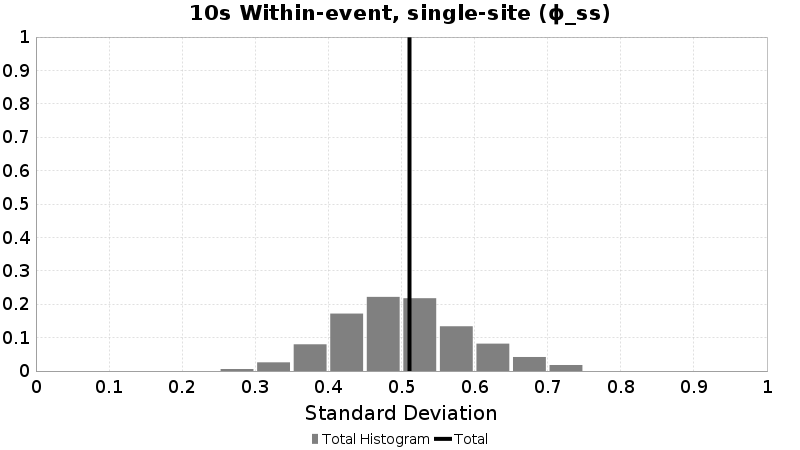 10s Within-event, single-site (ϕ_ss)
1
0.9
0.8
0.7
0.6
0.5
0.4
0.3
0.2
0.1
0
0 0.1 0.2 0.3 0.4 0.5 0.6 0.7 0.8 0.9 1
Standard Deviation
Total Histogram Total